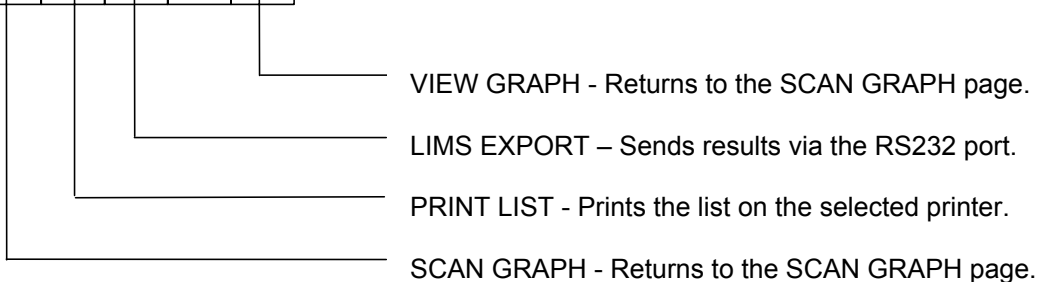 VIEW GRAPH - Returns to the SCAN GRAPH page.
LIMS EXPORT – Sends results via the RS232 port.
PRINT LIST - Prints the list on the selected printer.
SCAN GRAPH - Returns to the SCAN GRAPH page.